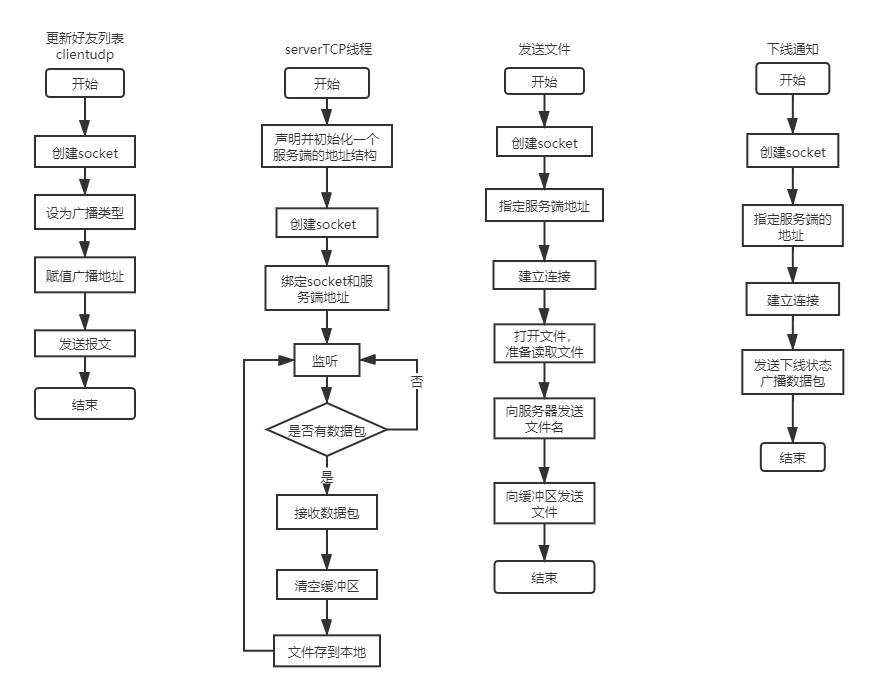 更新好友列表
clientudp
开始
创建socket
设为广播类型
赋值广播地址
发送报文
结束
serverTCP线程
开始
声明并初始化一个
服务端的地址结构
创建socket
绑定socket和服
务端地址
监听
否
是否有数据包
是
接收数据包
清空缓冲区
文件存到本地
发送文件
开始
创建socket
指定服务端地址
建立连接
打开文件，
准备读取文件
向服务器发送
文件名
向缓冲区发送
文件
结束
下线通知
开始
创建socket
指定服务端的
地址
建立连接
发送下线状态
广播数据包
结束